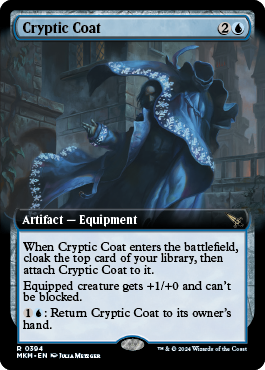 Cryptic Coat 2
Artifact — Equipment
When Cryptic Coat enters the battlefield,
cloak the top card of your library, then
attach Cryptic Coat to it.
Equipped creature gets +1/+0 and can't
be blocked.
1 : Return Cryptic Coat to its owner's
hand.
R 0394
MKM • EN Julia Metzger
™ & © 2024 Wizards of the Coast